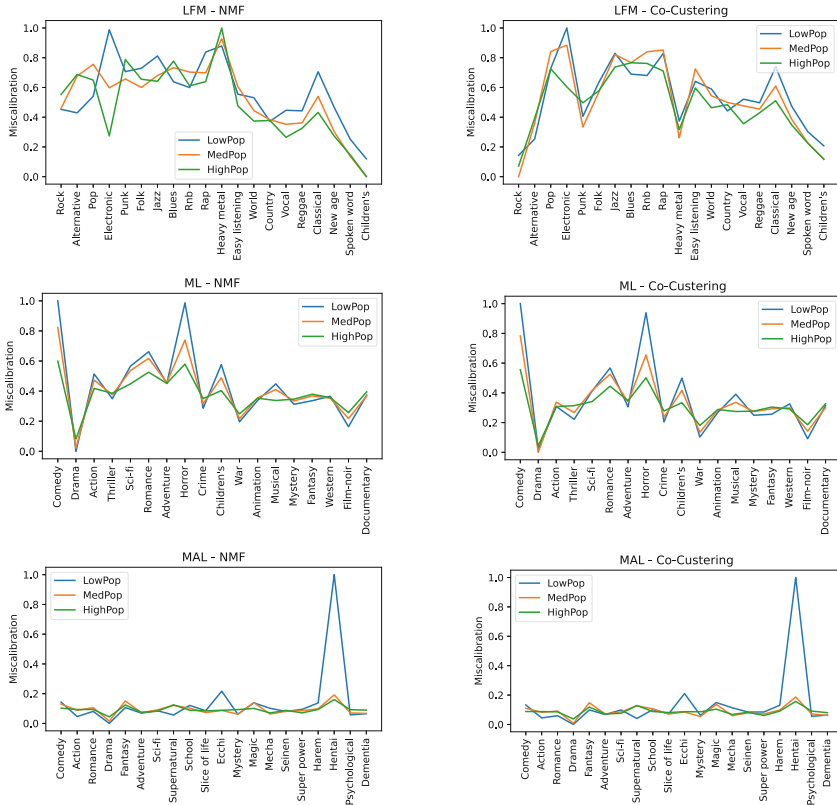 LFM - NMF
Miscalibration
1.0
0.8
0.6
0.4
0.2
0.0
LowPop
MedPop
HighPop
Rock
Alternative
Pop
Electronic
Punk
Folk
Jazz
Blues
Rnb
Rap
Heavy metal
Easy listening
World
Country
Vocal
Reggae
Classical
New age
Spoken word
Children's
LFM - Co-Custering
Miscalibration
1.0
0.8
0.6
0.4
0.2
0.0
LowPop
MedPop
HighPop
Rock
Alternative
Pop
Electronic
Punk
Folk
Jazz
Blues
Rnb
Rap
Heavy metal
Easy listening
World
Country
Vocal
Reggae
Classical
New age
Spoken word
Children's
ML - NMF
Miscalibration
1.0
0.8
0.6
0.4
0.2
0.0
LowPop
MedPop
HighPop
Comedy
Drama
Action
Thriller
Sci-fi
Romance
Adventure
Horror
Crime
Children's
War
Animation
Musical
Mystery
Fantasy
Western
Film-noir
Documentary
ML - Co-Custering
Miscalibration
1.0
0.8
0.6
0.4
0.2
0.0
LowPop
MedPop
HighPop
Comedy
Drama
Action
Thriller
Sci-fi
Romance
Adventure
Horror
Crime
Children's
War
Animation
Musical
Mystery
Fantasy
Western
Film-noir
Documentary
MAL - NMF
Miscalibration
1.0
0.8
0.6
0.4
0.2
0.0
LowPop
MedPop
HighPop
Comedy
Action
Romance
Drama
Fantasy
Adventure
Sci-fi
Supernatural
School
Slice of life
Ecchi
Mystery
Magic
Mecha
Seinen
Super power
Harem
Hentai
Psychological
Dementia
MAL - Co-Custering
Miscalibration
1.0
0.8
0.6
0.4
0.2
0.0
LowPop
MedPop
HighPop
Comedy
Action
Romance
Drama
Fantasy
Adventure
Sci-fi
Supernatural
School
Slice of life
Ecchi
Mystery
Magic
Mecha
Seinen
Super power
Harem
Hentai
Psychological
Dementia